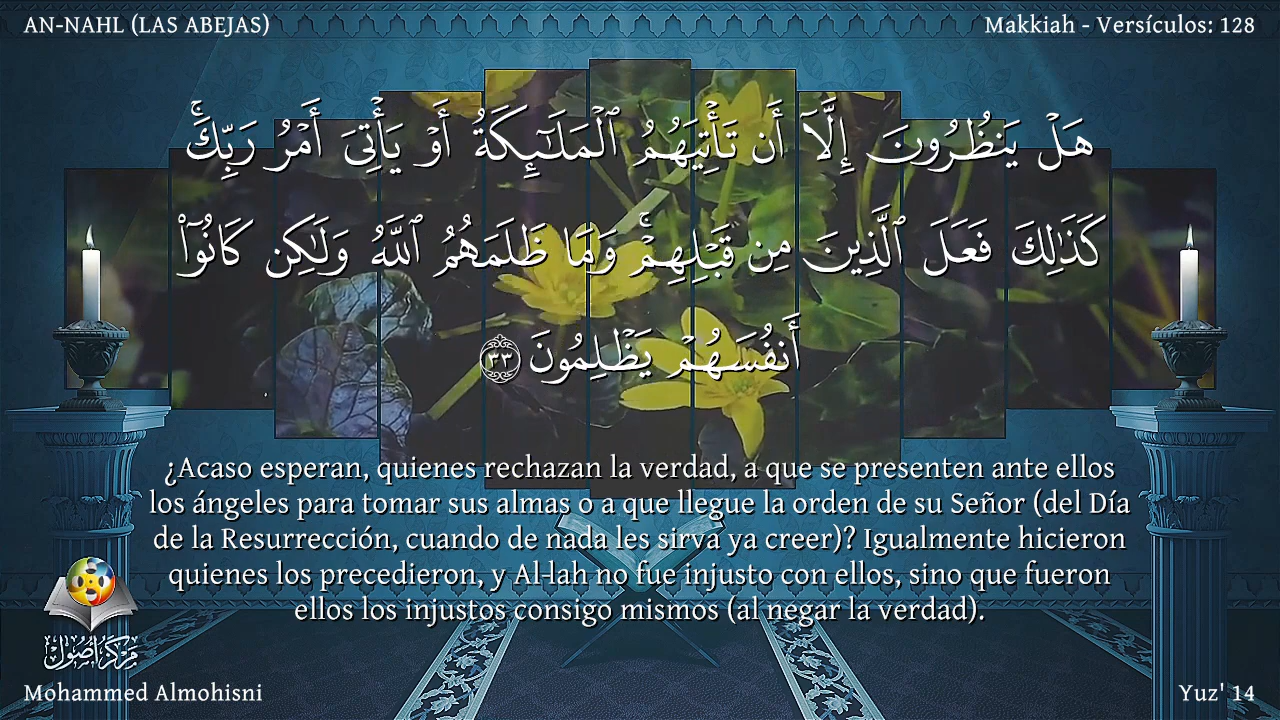 AN-NAHL (LAS ABEJAS)
Makkiah - Versículos: 128
هَلْ يَنظُرُونَ إِلَّآ أَن تَأْتِيَهُمُ ٱلْمَلَٰٓئِكَةُ أَوْ يَأْتِىَ أَمْرُ رَبِّكَ ۚ
كَذَٰلِكَ فَعَلَ ٱلَّذِينَ مِن قَبْلِهِمْ ۚ وَمَا ظَلَمَهُمُ ٱللَّهُ وَلَٰكِن كَانُوٓا۟
أَنفُسَهُمْ يَظْلِمُونَ ٣٣
¿Acaso esperan, quienes rechazan la verdad, a que se presenten ante ellos
los ángeles para tomar sus almas o a que llegue la orden de su Señor (del Día
de la Resurrección, cuando de nada les sirva ya creer)? Igualmente hicieron
quienes los precedieron, y Al-lah no fue injusto con ellos, sino que fueron
ellos los injustos consigo mismos (al negar la verdad).
مركز أصول
Mohammed Almohisni
Yuz' 14